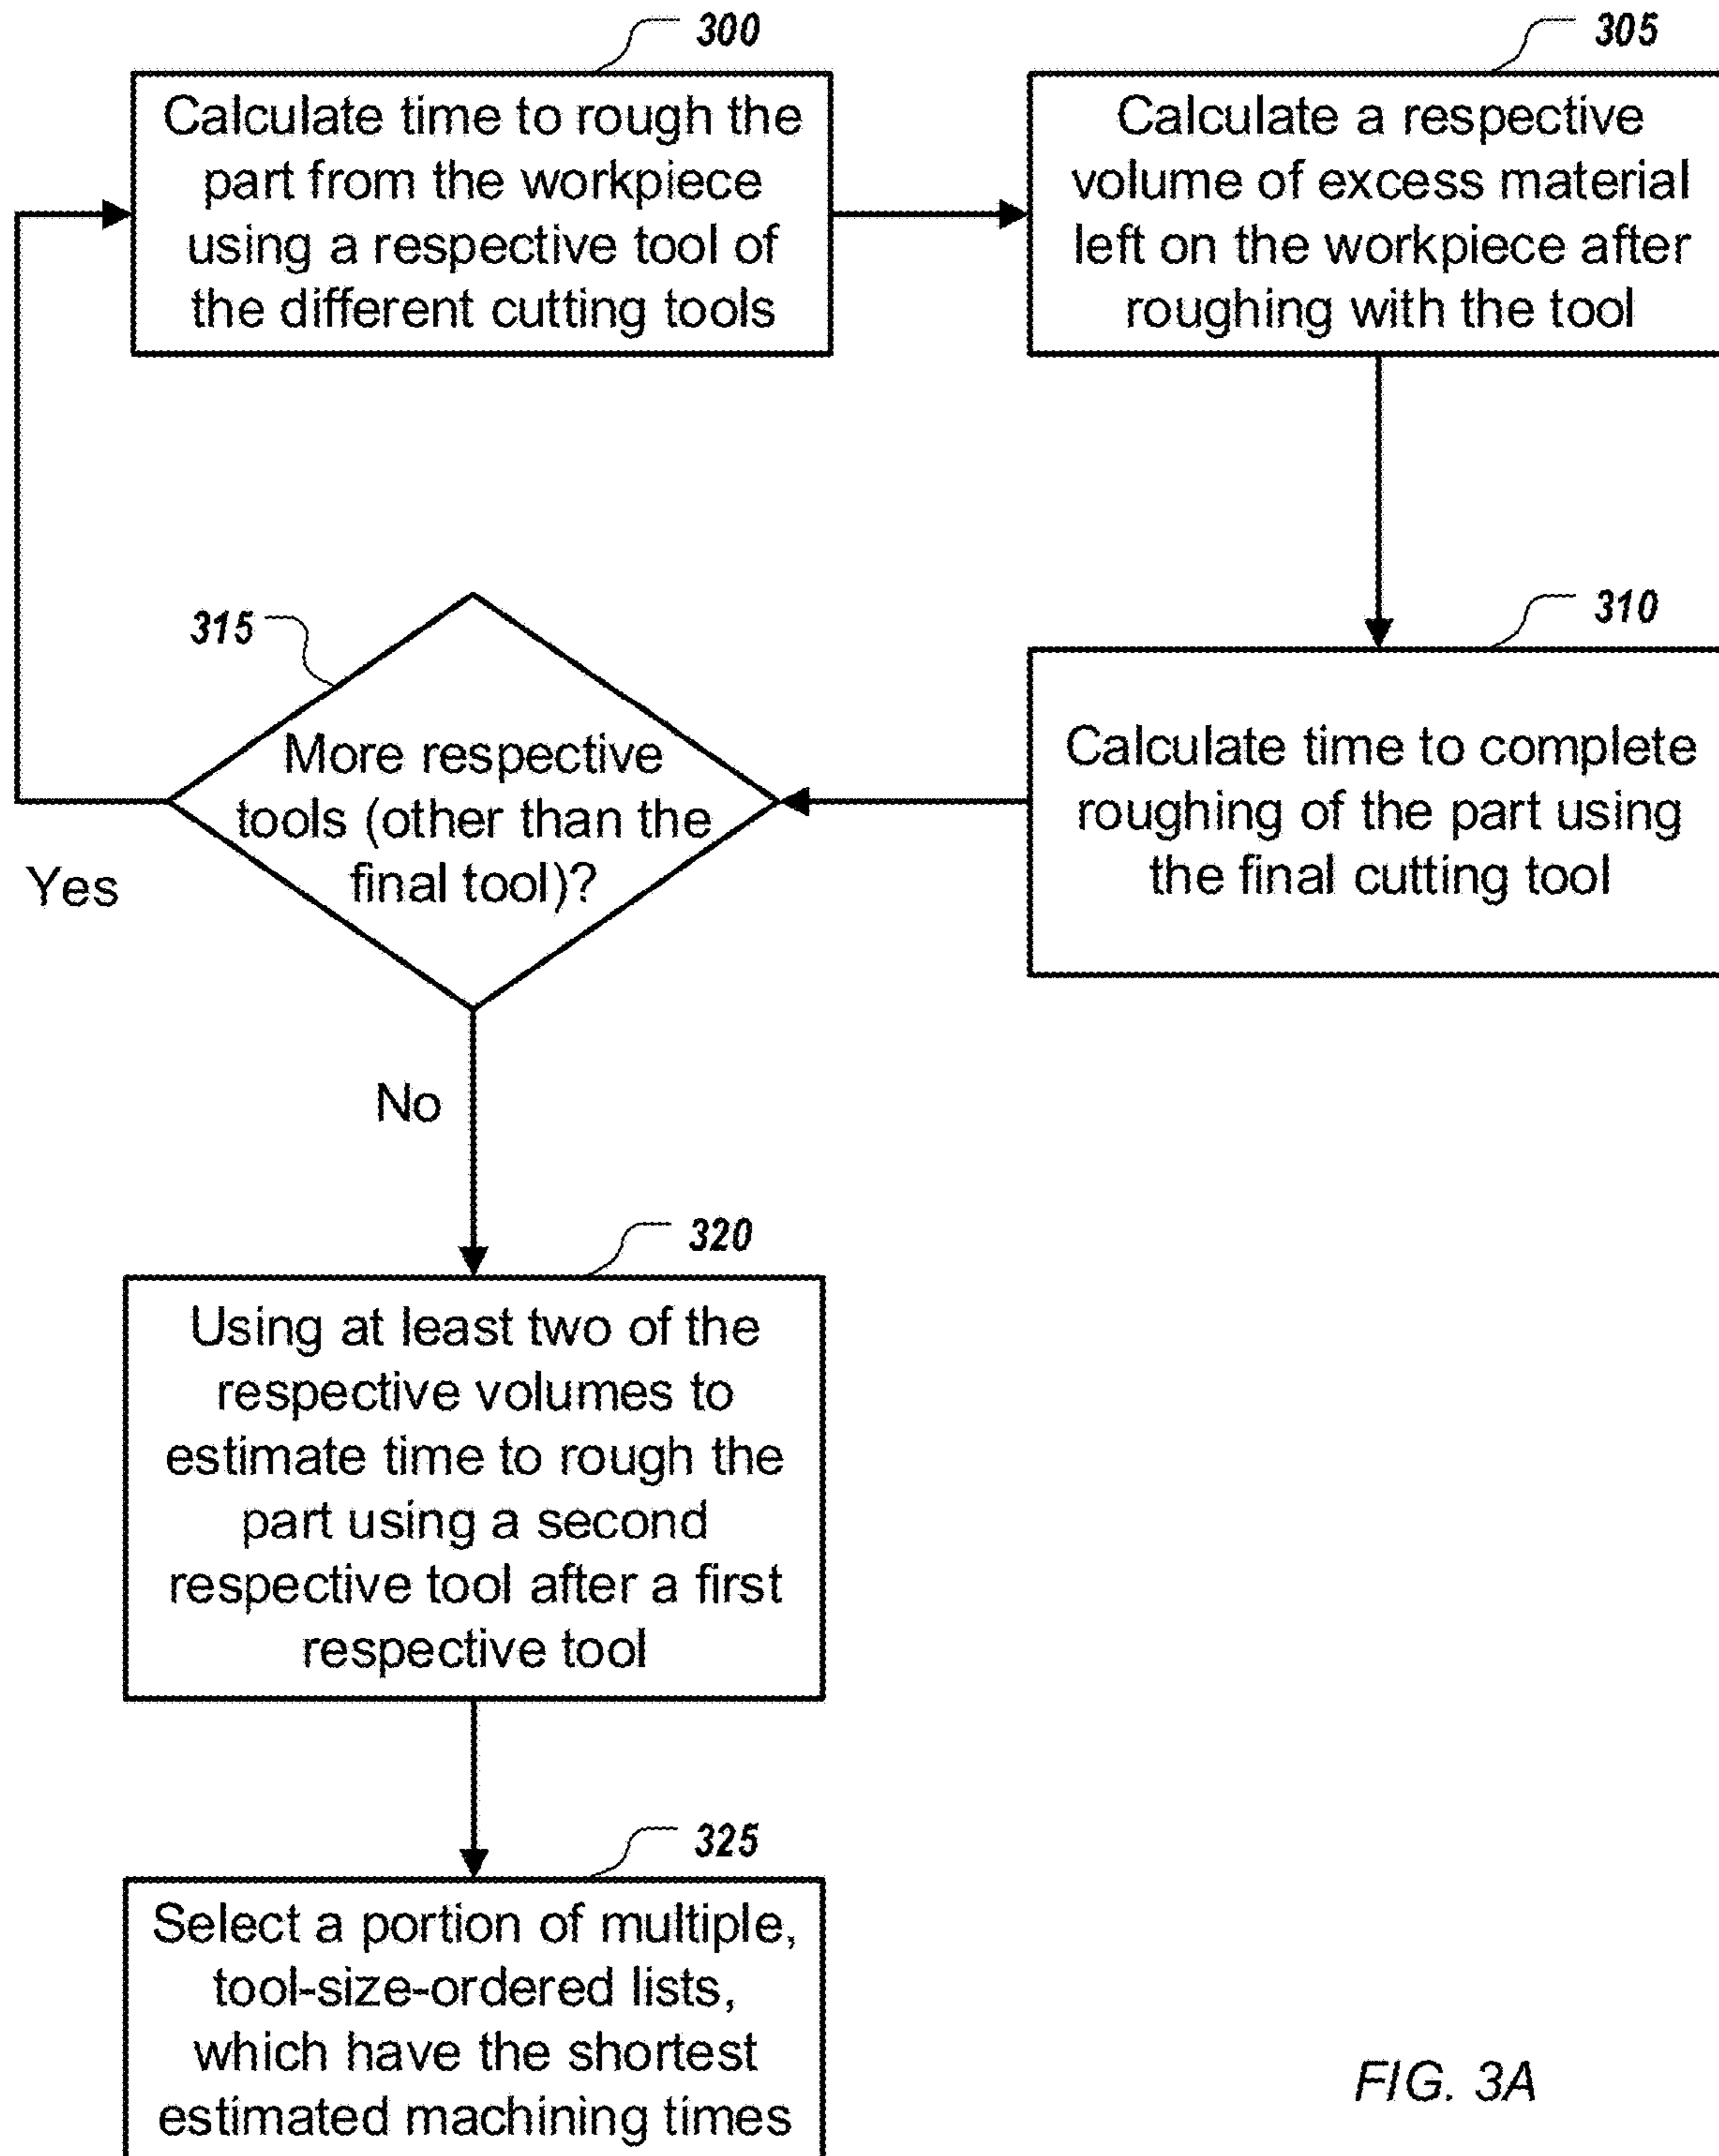 300
Calculate time to rough the
part from the workpiece
using a respective tool of
the different cutting tools
305
Calculate a respective
volume of excess material
left on the workpiece after
roughing with the tool
310
Calculate time to complete
roughing of the part using
the final cutting tool
315
More respective
tools (other than the
final tool)?
Yes
No
320
Using at least two of the
respective volumes to
estimate time to rough the
part using a second
respective tool after a first
respective tool
325
Select a portion of multiple,
tool-size-ordered lists,
which have the shortest
estimated machining times
FIG. 3A